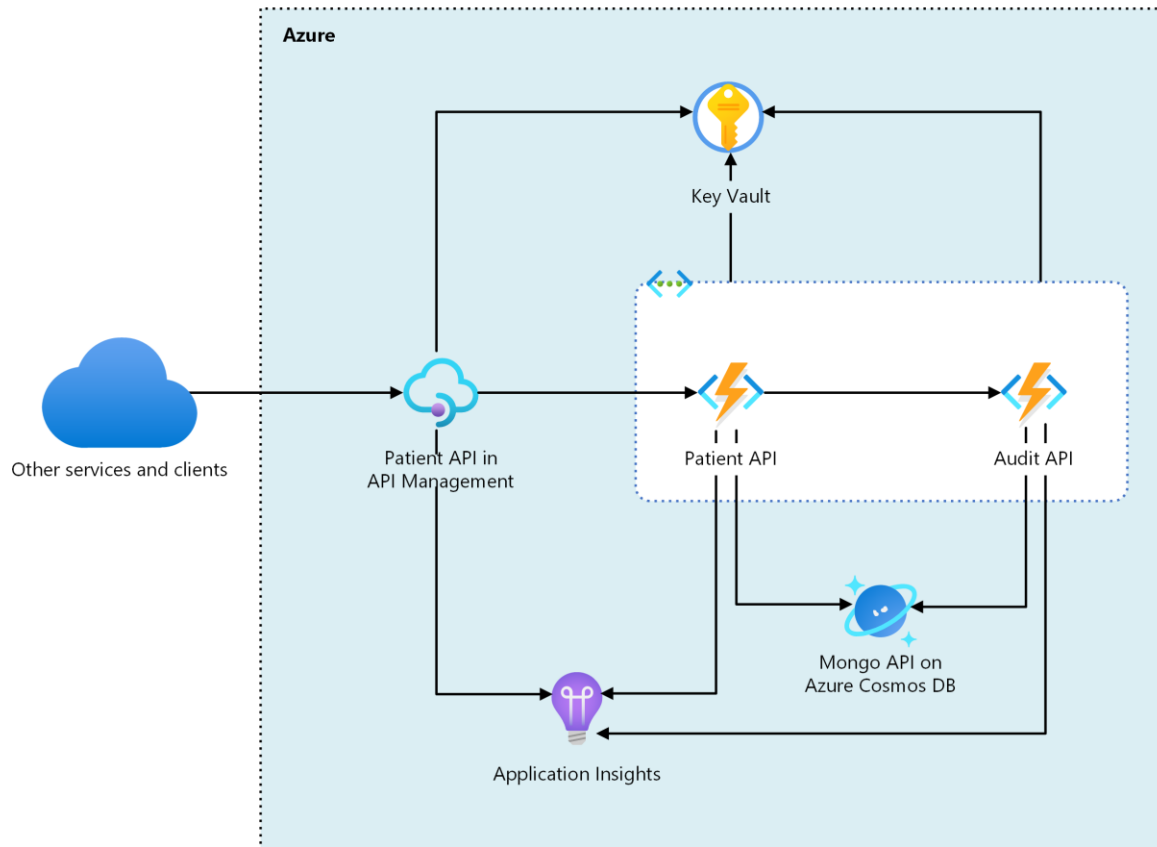 Azure
Key Vault
Other services and clients
Patient API in
API Management
Patient API
Audit API
Mongo API on
Azure Cosmos DB
Application Insights